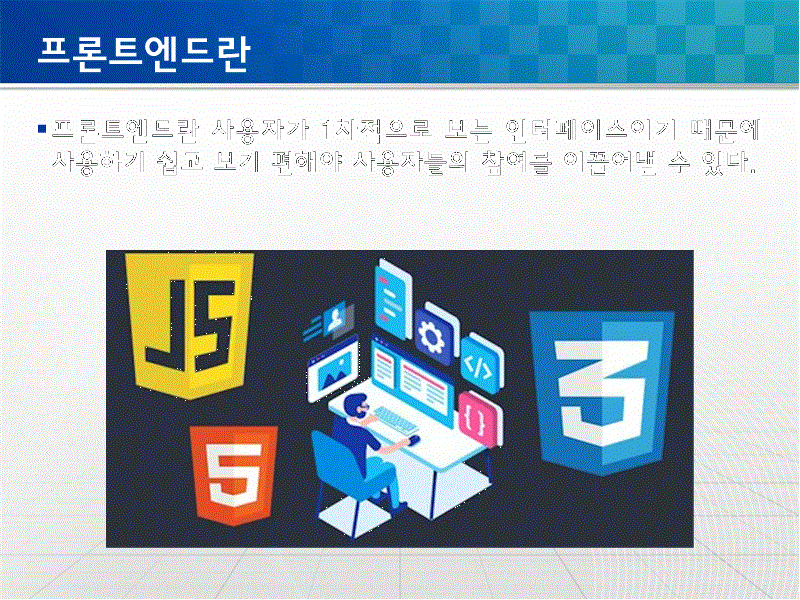 프론트엔드란
프론트엔드란 사용자가 1차적으로 보는 인터페이스이기 때문에
사용하기 쉽고 보기 편해야 사용자들의 참여를 이끌어낼 수 있다.
JS
5
3